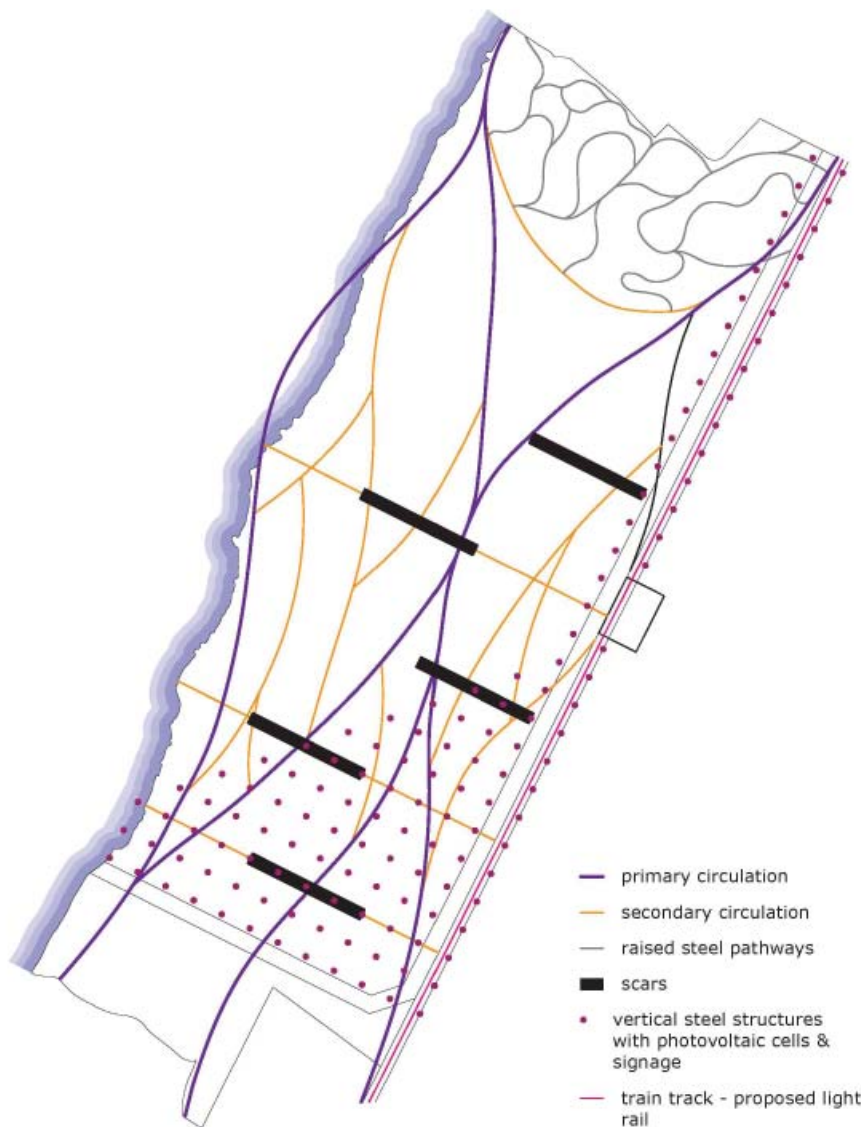 primary circulation
secondary circulation
raised steel pathways
scars
vertical steel structures
with photovoltaic cells &
signage
train track - proposed light
rail